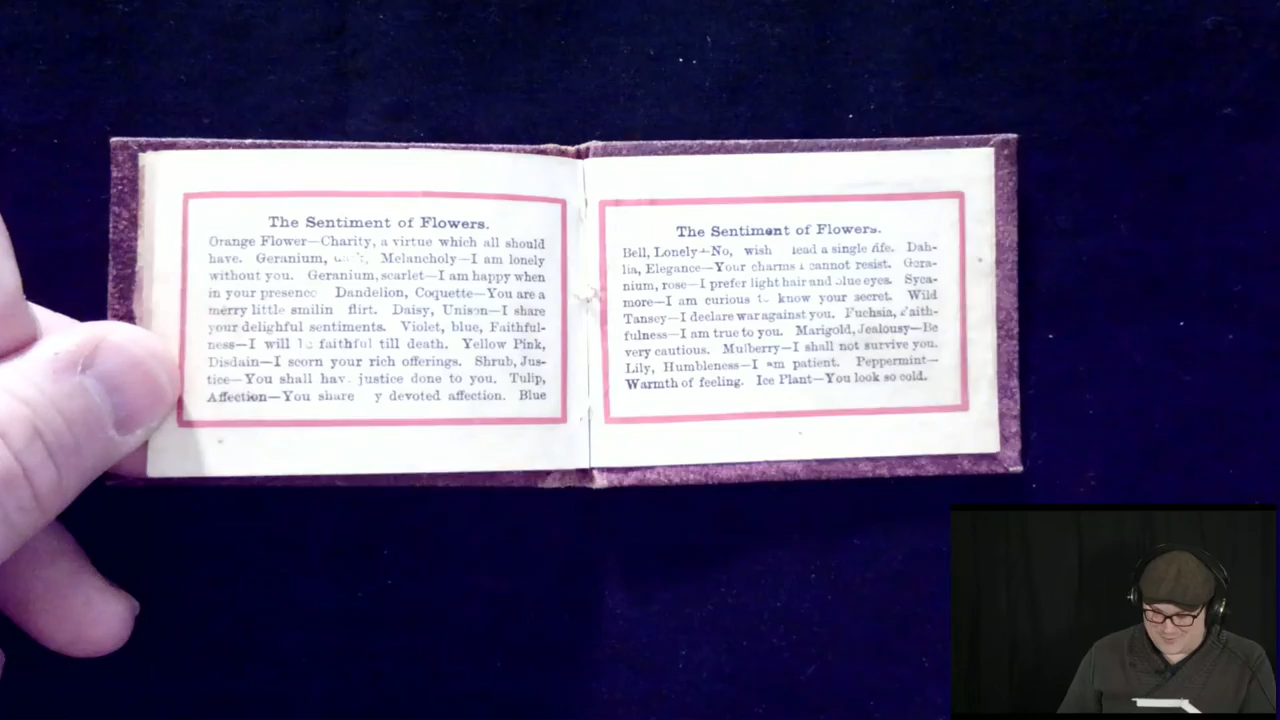 The Sentiment of Flowers.
Orange Flower—Charity, a virtue which all should
have. Geranium, Melancholy—I am lonely
without you. Geranium, scarlet—I am happy when
in your presence Dandelion, Coquette—You are a
merry little smilin flirt. Daisy, Unison—I share
your delighful sentiments. Violet, blue, Faithful-
ness—I will be faithful till death. Yellow Pink,
Disdain—I scorn your rich offerings. Shrub, Jus-
tice—You shall hav justice done to you. Tulip,
Affection—You share y devoted affection. Blue
The Sentiment of Flowers.
Bell, Lonely—No, wish lead a single life. Dah-
lia, Elegance—Your charms I cannot resist. Gera-
nium, rose—I prefer light hair and blue eyes. Syca-
more—I am curious to know your secret. Wild
Tansey—I declare war against you. Fuchsia, Faith-
fulness—I am true to you. Marigold, Jealousy—Be
very cautious. Mulberry—I shall not survive you.
Lily, Humbleness—I am patient. Peppermint—
Warmth of feeling. Ice Plant—You look so cold.